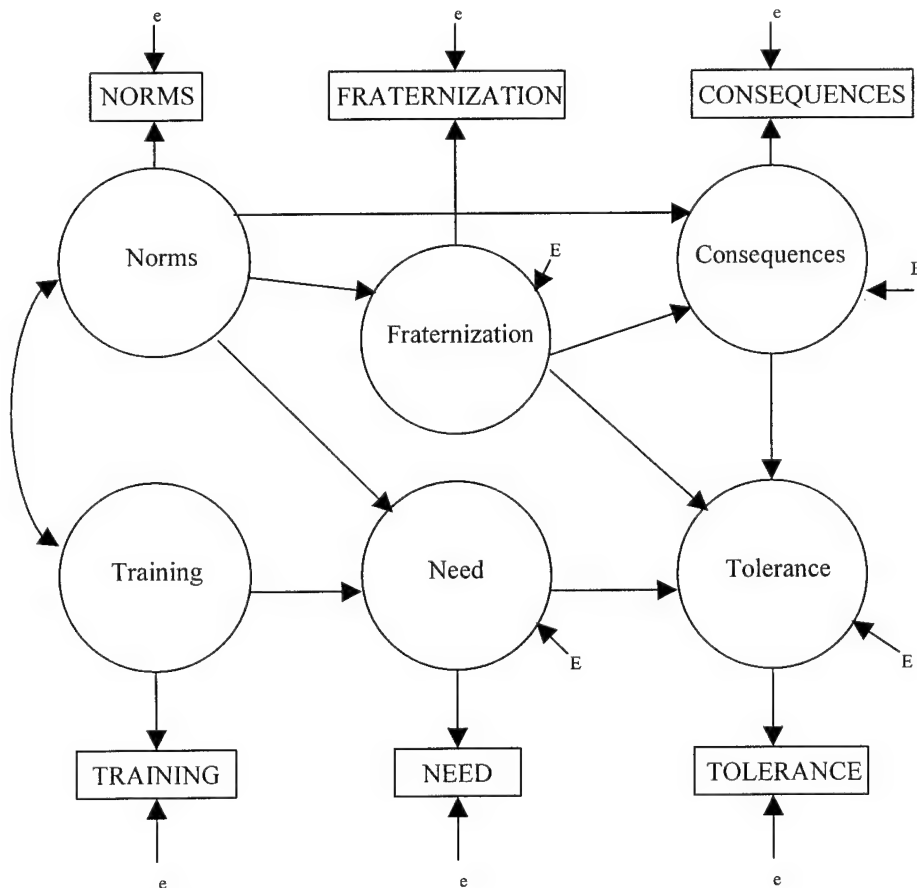 e e e
NORMS FRATERNIZATION CONSEQUENCES
Norms Fraternization E Consequences E
Training Need E Tolerance E
TRAINING NEED TOLERANCE
e e e